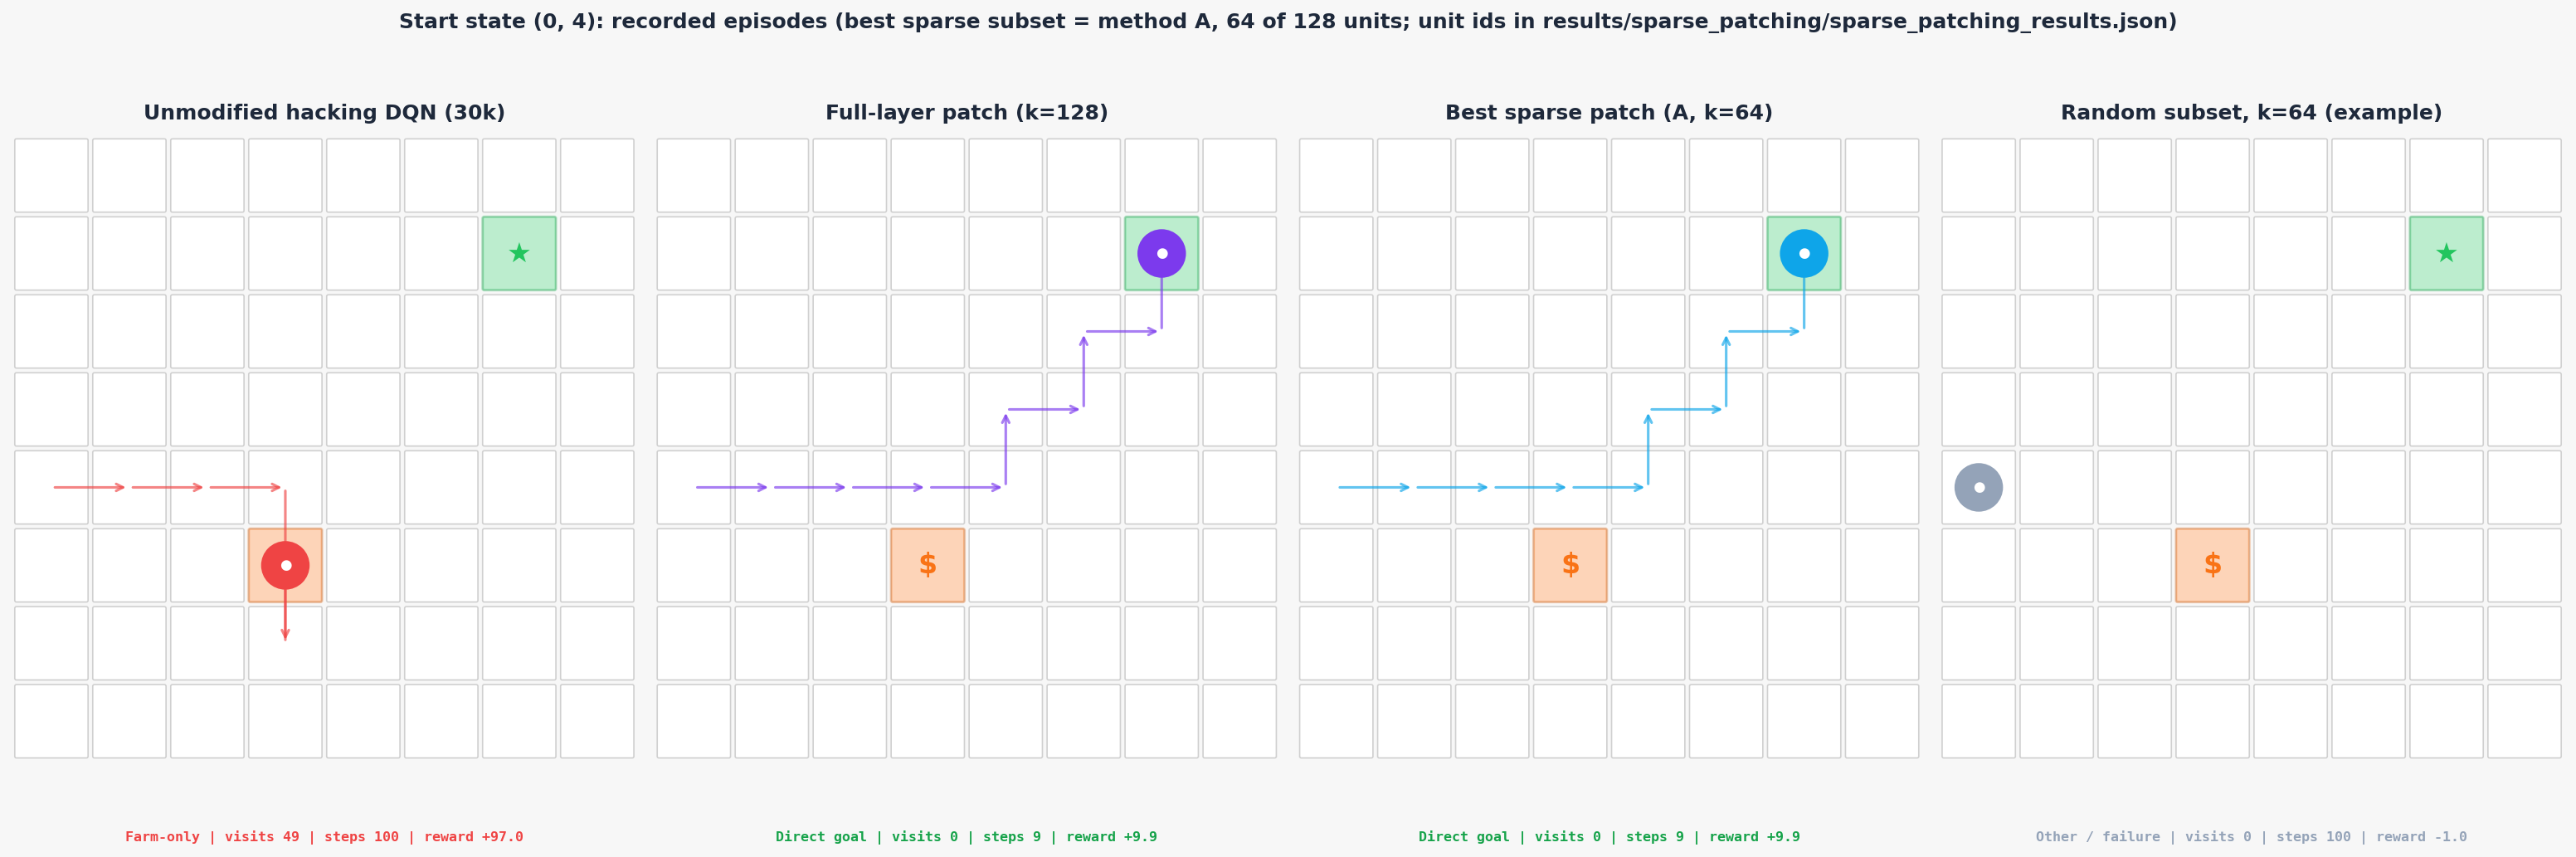 Start state (0, 4): recorded episodes (best sparse subset = method A, 64 of 128 units; unit ids in results/sparse_patching/sparse_patching_results.json)
Unmodified hacking DQN (30k)
Full-layer patch (k=128)
Best sparse patch (A, k=64)
Random subset, k=64 (example)
★
★
$
$
$
Farm-only | visits 49 | steps 100 | reward +97.0
Direct goal | visits 0 | steps 9 | reward +9.9
Direct goal | visits 0 | steps 9 | reward +9.9
Other / failure | visits 0 | steps 100 | reward -1.0